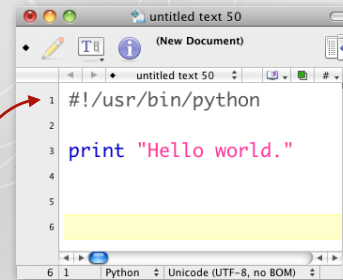 untitled text 50
(New Document)
T
i
untitled text 50
#
1 #!/usr/bin/python
2
3 print "Hello world."
4
5
6
6 1 Python Unicode (UTF-8, no BOM)